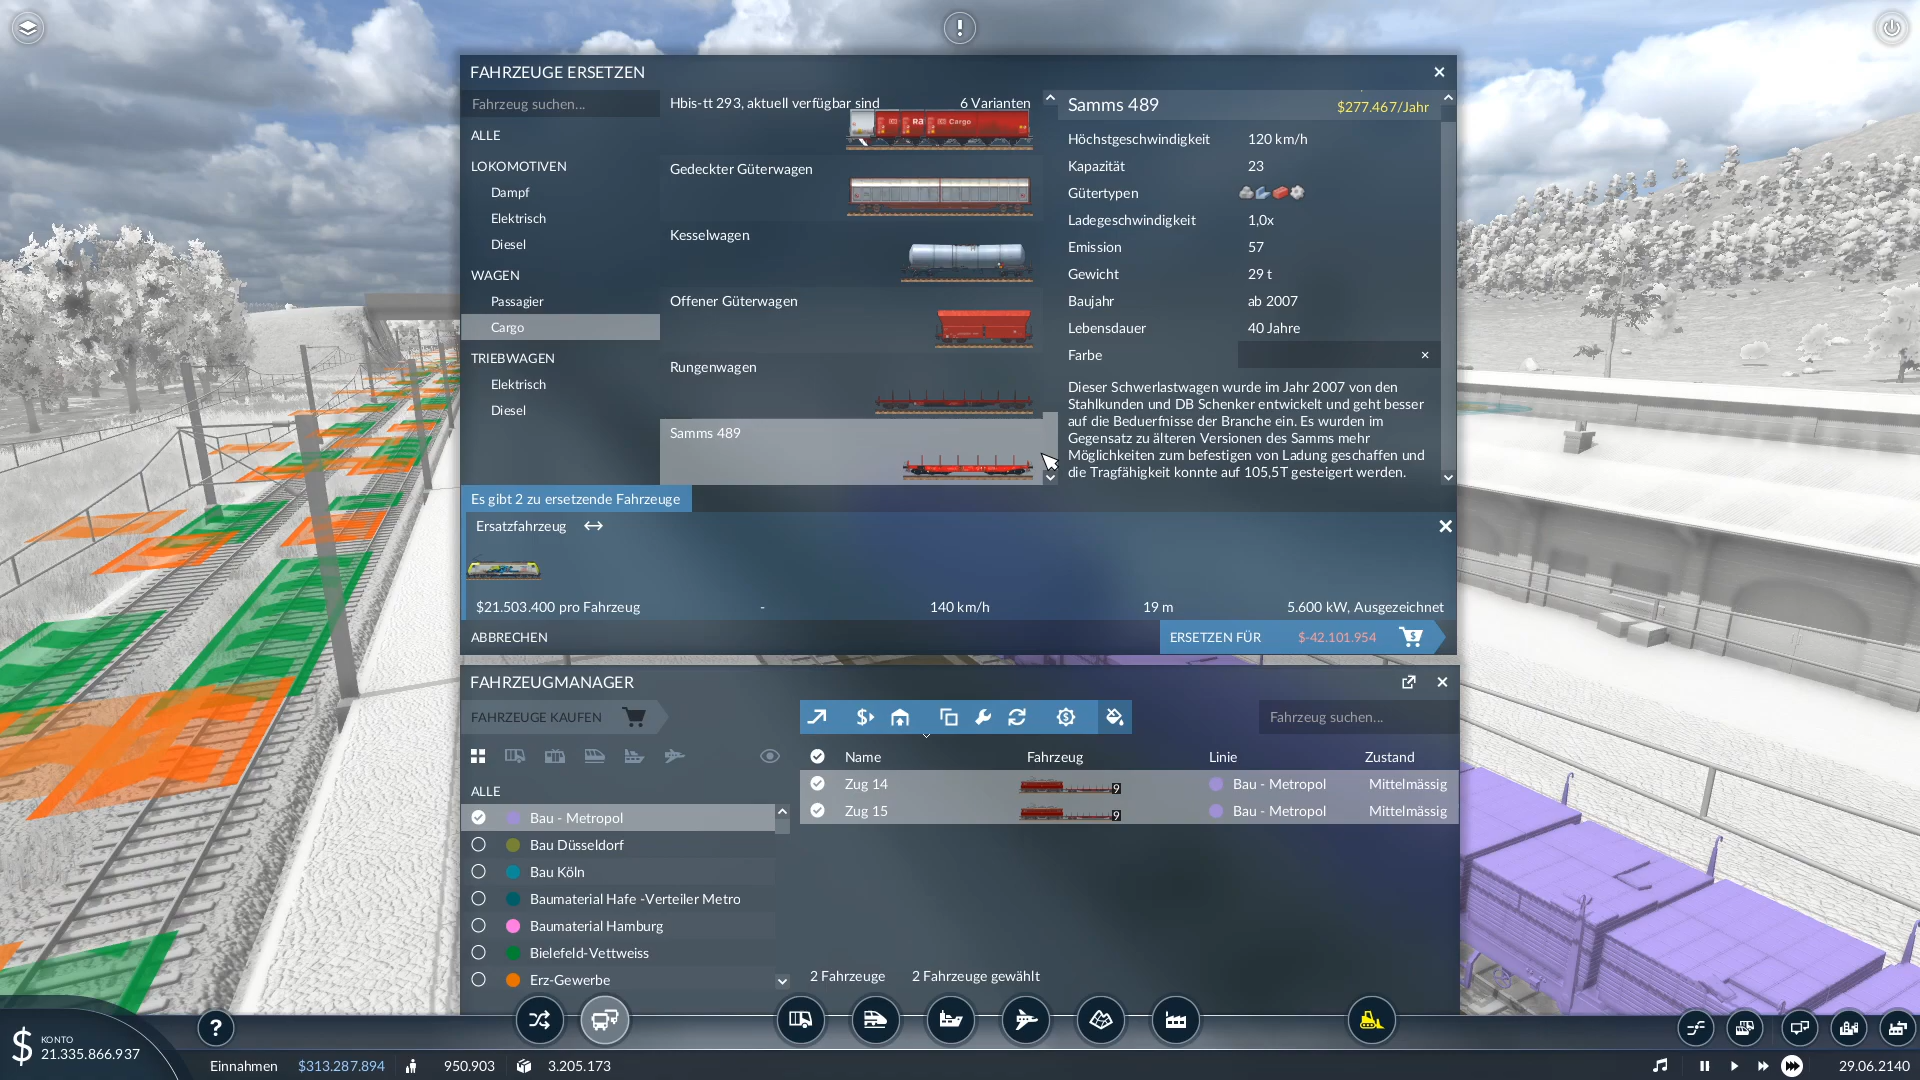 FAHRZEUGE ERSETZEN
Fahrzeug suchen...
ALLE
LOKOMOTIVEN
Dampf
Elektrisch
Diesel
WAGEN
Passagier
Cargo
TRIEBWAGEN
Elektrisch
Diesel
Hbis-tt 293, aktuell verfügbar sind 6 Varianten
Gedeckter Güterwagen
Kesselwagen
Offener Güterwagen
Rungenwagen
Samms 489
Samms 489 $277.467/Jahr
Höchstgeschwindigkeit 120 km/h
Kapazität 23
Gütertypen
Ladegeschwindigkeit 1,0x
Emission 57
Gewicht 29 t
Baujahr ab 2007
Lebensdauer 40 Jahre
Farbe
Dieser Schwerlastwagen wurde im Jahr 2007 von den
Stahlkunden und DB Schenker entwickelt und geht besser
auf die Beduerfnisse der Branche ein. Es wurden im
Gegensatz zu älteren Versionen des Samms mehr
Möglichkeiten zum befestigen von Ladung geschaffen und
die Tragfähigkeit konnte auf 105,5T gesteigert werden.
Es gibt 2 zu ersetzende Fahrzeuge
Ersatzfahrzeug
$21.503.400 pro Fahrzeug - 140 km/h 19 m 5.600 kW, Ausgezeichnet
ABBRECHEN
ERSETZEN FÜR $-42.101.954
FAHRZEUGMANAGER
FAHRZEUGE KAUFEN
Fahrzeug suchen...
ALLE
Bau - Metropol
Bau Düsseldorf
Bau Köln
Baumaterial Hafe -Verteiler Metro
Baumaterial Hamburg
Bielefeld-Vettweiss
Erz-Gewerbe
Name Fahrzeug Linie Zustand
Zug 14 9 Bau - Metropol Mittelmässig
Zug 15 9 Bau - Metropol Mittelmässig
2 Fahrzeuge 2 Fahrzeuge gewählt
KONTO
$ 21.335.866.937
?
Einnahmen $313.287.894 950.903 3.205.173
29.06.2140